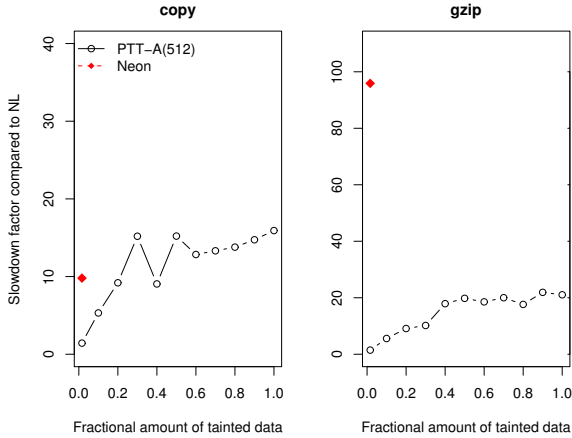 copy
gzip
Slowdown factor compared to NL
40
30
20
10
0
PTT−A(512)
Neon
0.0 0.2 0.4 0.6 0.8 1.0
Fractional amount of tainted data
100
80
60
40
20
0
0.0 0.2 0.4 0.6 0.8 1.0
Fractional amount of tainted data